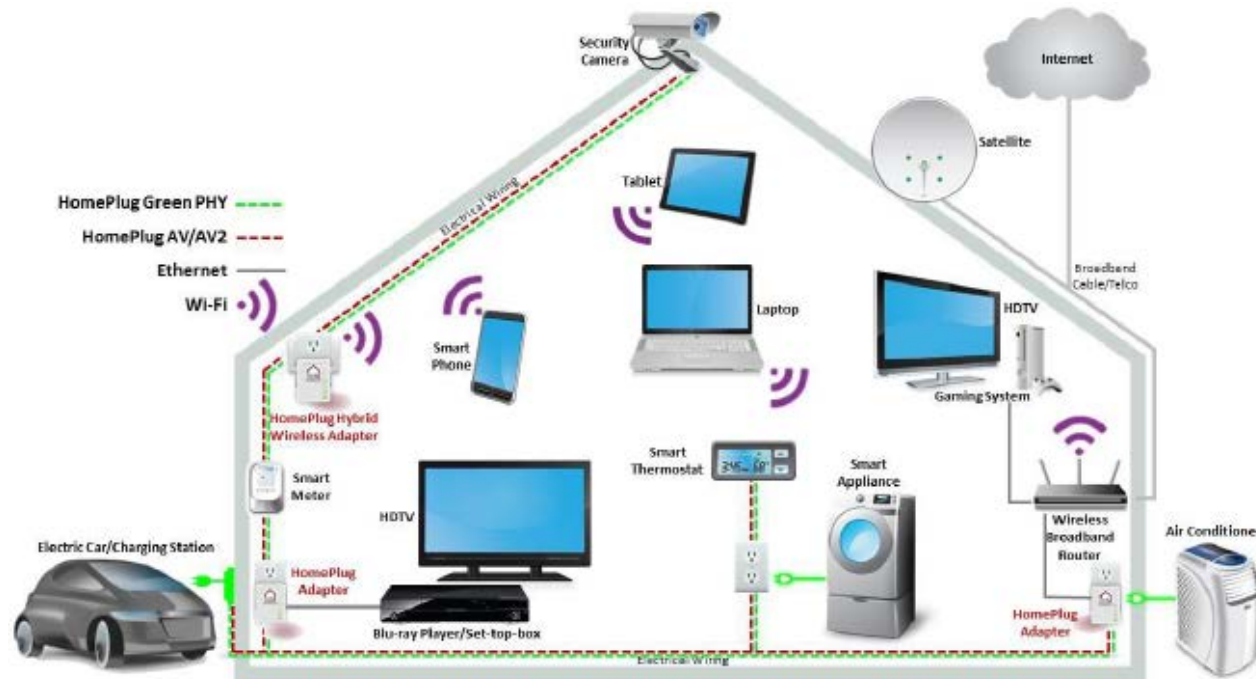 Security
Camera
Internet
Satellite
Tablet
Electrical Wiring
HomePlug Green PHY
HomePlug AV/AV2
Ethernet
Wi-Fi
Broadband
Cable/Telco
HDTV
Laptop
Smart
Phone
Gaming System
HomePlug Hybrid
Wireless Adapter
Smart
Thermostat
3:45
68°
Smart
Appliance
Smart
Meter
HDTV
Wireless
Broadband
Router
Electric Car/Charging Station
Air Conditione
HomePlug
Adapter
HomePlug
Adapter
Blu-ray Player/Set-top-box
Electrical Wiring